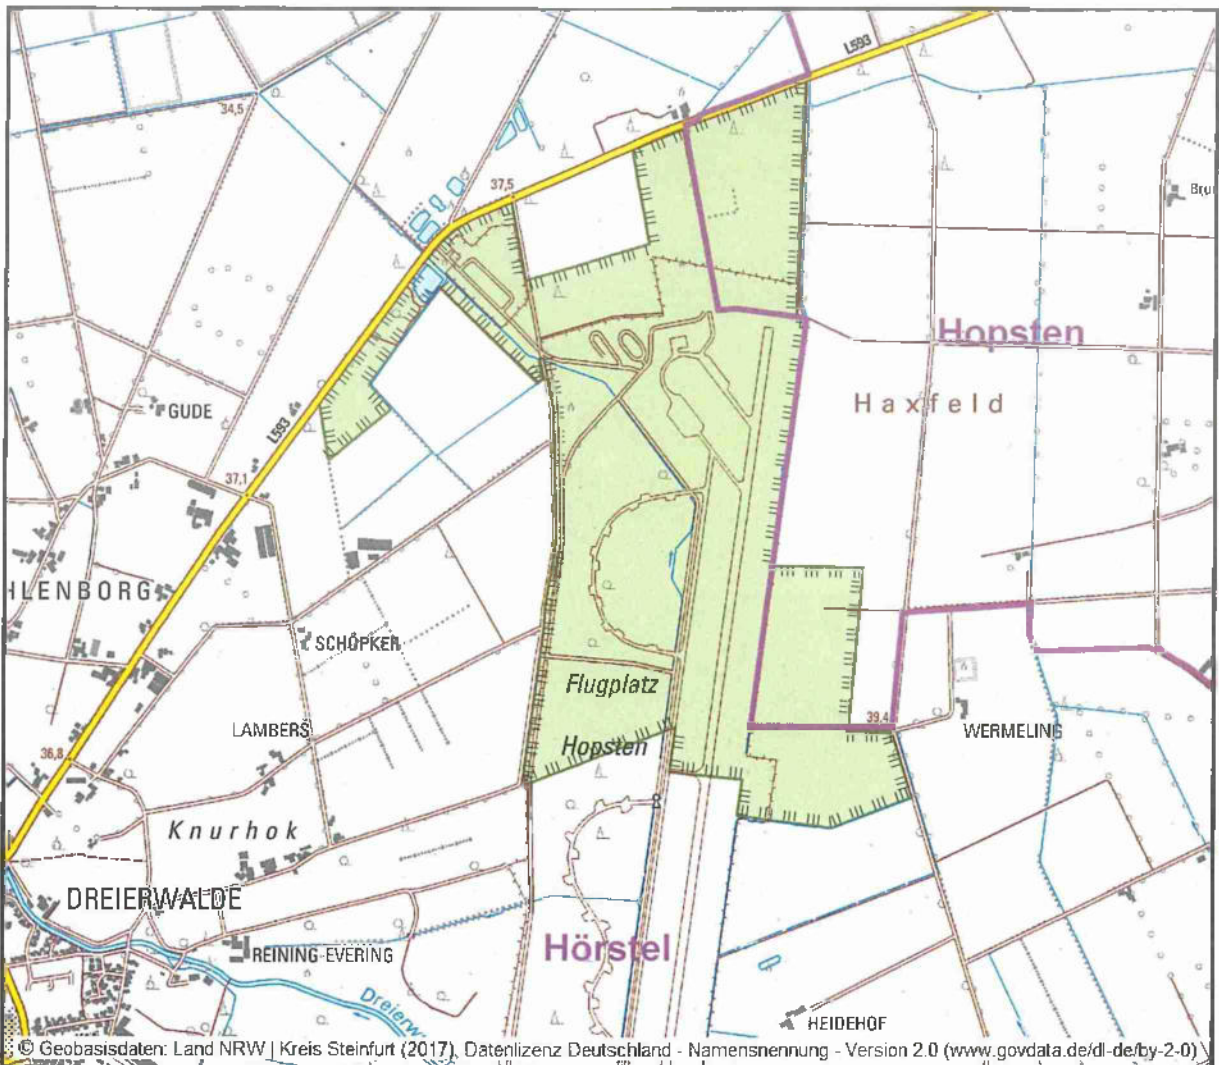 L593
34,5
37,5
Hopsten
Haxfeld
GUDE
L593
37,1
HLENBORG
SCHÖPKER
Flugplatz
Hopsten
39,4
WERMELING
LAMBERS
36,8
Knurhok
DREIERWALDE
Hörstel
REINING-EVERING
HEIDEHOF
© Geobasisdaten: Land NRW | Kreis Steinfurt (2017), Datenlizenz Deutschland - Namensnennung - Version 2.0 (www.govdata.de/dl-de/by-2-0)